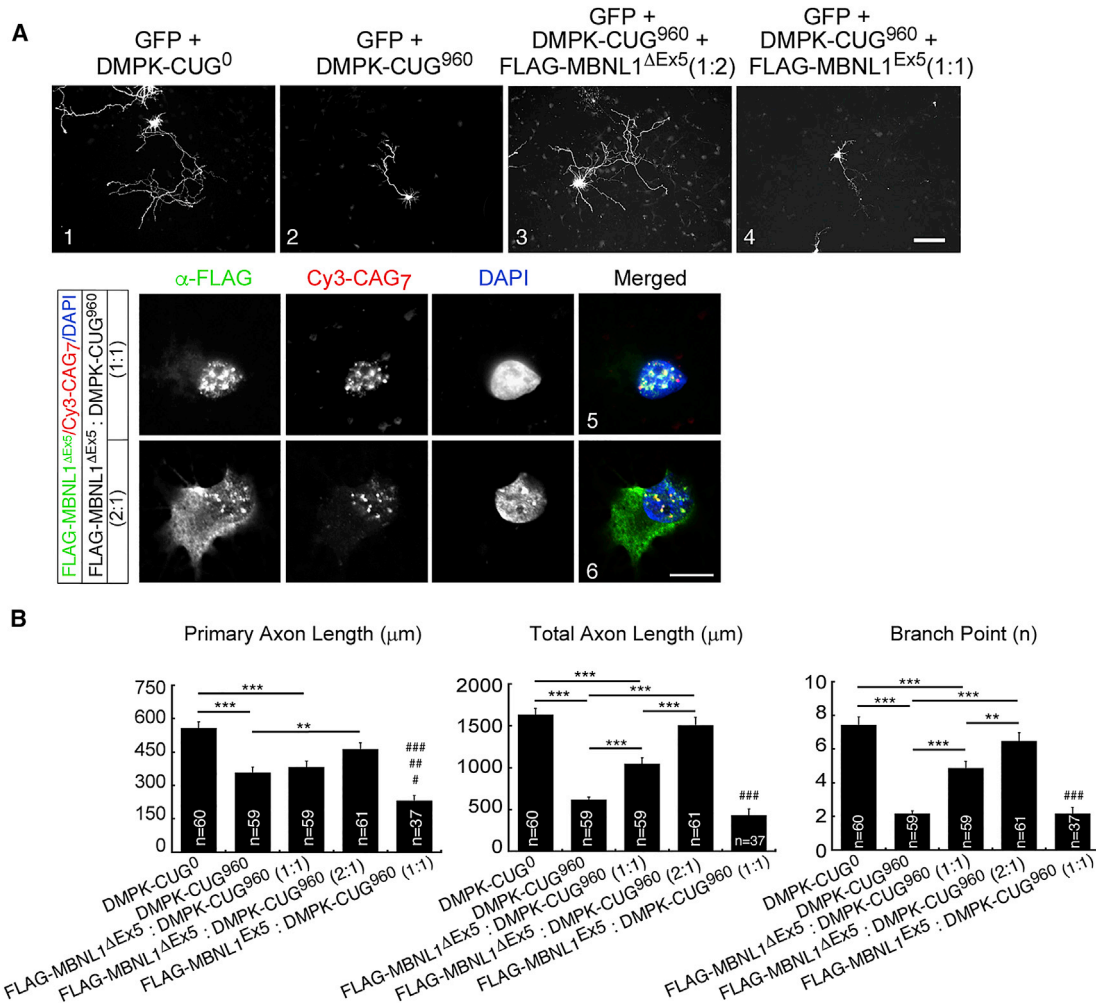 A
GFP +
DMPK-CUG⁰
GFP +
DMPK-CUG⁹⁶⁰
GFP +
DMPK-CUG⁹⁶⁰ +
FLAG-MBNL1ΔEx5(1:2)
GFP +
DMPK-CUG⁹⁶⁰ +
FLAG-MBNL1Ex5(1:1)
1
2
3
4
α-FLAG
Cy3-CAG₇
DAPI
Merged
FLAG-MBNL1ΔEx5/Cy3-CAG₇/DAPI
FLAG-MBNL1ΔEx5 : DMPK-CUG⁹⁶⁰
(1:1)
(2:1)
5
6
B
Primary Axon Length (μm)
750
600
450
300
150
0
***
***
**
###
##
#
n=60
n=59
n=59
n=61
n=37
DMPK-CUG⁰
DMPK-CUG⁹⁶⁰
FLAG-MBNL1ΔEx5 : DMPK-CUG⁹⁶⁰ (1:1)
FLAG-MBNL1ΔEx5 : DMPK-CUG⁹⁶⁰ (2:1)
FLAG-MBNL1Ex5 : DMPK-CUG⁹⁶⁰ (1:1)
Total Axon Length (μm)
2000
1500
1000
500
0
***
***
***
***
***
###
n=60
n=59
n=59
n=61
n=37
DMPK-CUG⁰
DMPK-CUG⁹⁶⁰
FLAG-MBNL1ΔEx5 : DMPK-CUG⁹⁶⁰ (1:1)
FLAG-MBNL1ΔEx5 : DMPK-CUG⁹⁶⁰ (2:1)
FLAG-MBNL1Ex5 : DMPK-CUG⁹⁶⁰ (1:1)
Branch Point (n)
8
6
4
2
0
***
***
***
***
**
###
n=60
n=59
n=59
n=61
n=37
DMPK-CUG⁰
DMPK-CUG⁹⁶⁰
FLAG-MBNL1ΔEx5 : DMPK-CUG⁹⁶⁰ (1:1)
FLAG-MBNL1ΔEx5 : DMPK-CUG⁹⁶⁰ (2:1)
FLAG-MBNL1Ex5 : DMPK-CUG⁹⁶⁰ (1:1)